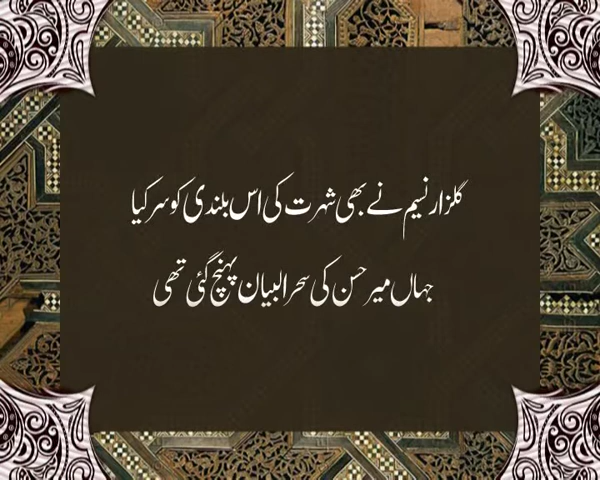 گلزار نسیم نے بھی شہرت کی اس بلندی کو سر کیا
جہاں میر حسن کی سحر البیان پہنچ گئی تھی